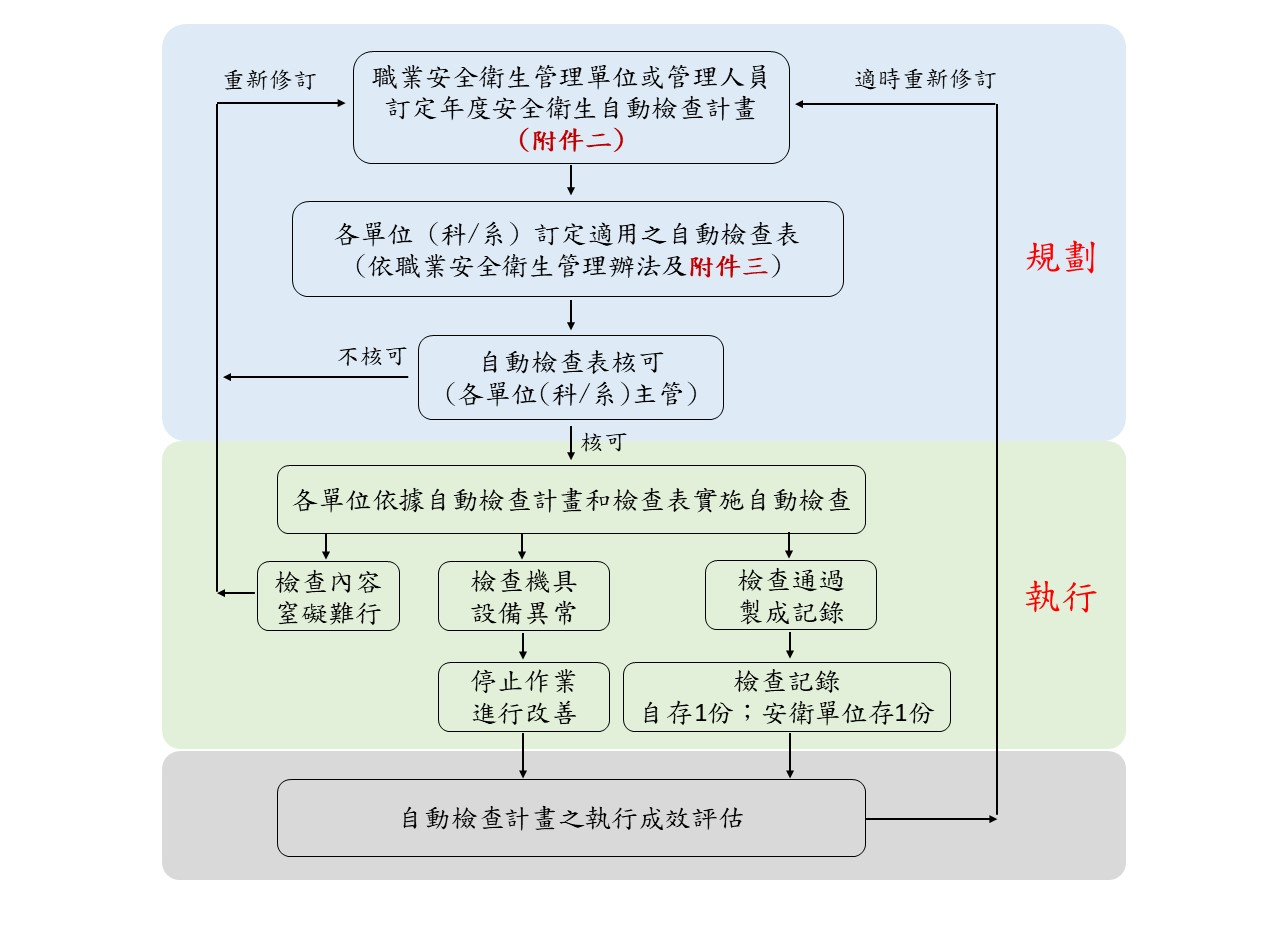 重新修訂
職業安全衛生管理單位或管理人員
訂定年度安全衛生自動檢查計畫
（附件二）
適時重新修訂
各單位（科/系）訂定適用之自動檢查表
（依職業安全衛生管理辦法及附件三）
規劃
不核可
自動檢查表核可
（各單位(科/系)主管）
核可
各單位依據自動檢查計畫和檢查表實施自動檢查
檢查內容
窒礙難行
檢查機具
設備異常
檢查通過
製成記錄
執行
停止作業
進行改善
檢查記錄
自存1份；安衛單位存1份
自動檢查計畫之執行成效評估